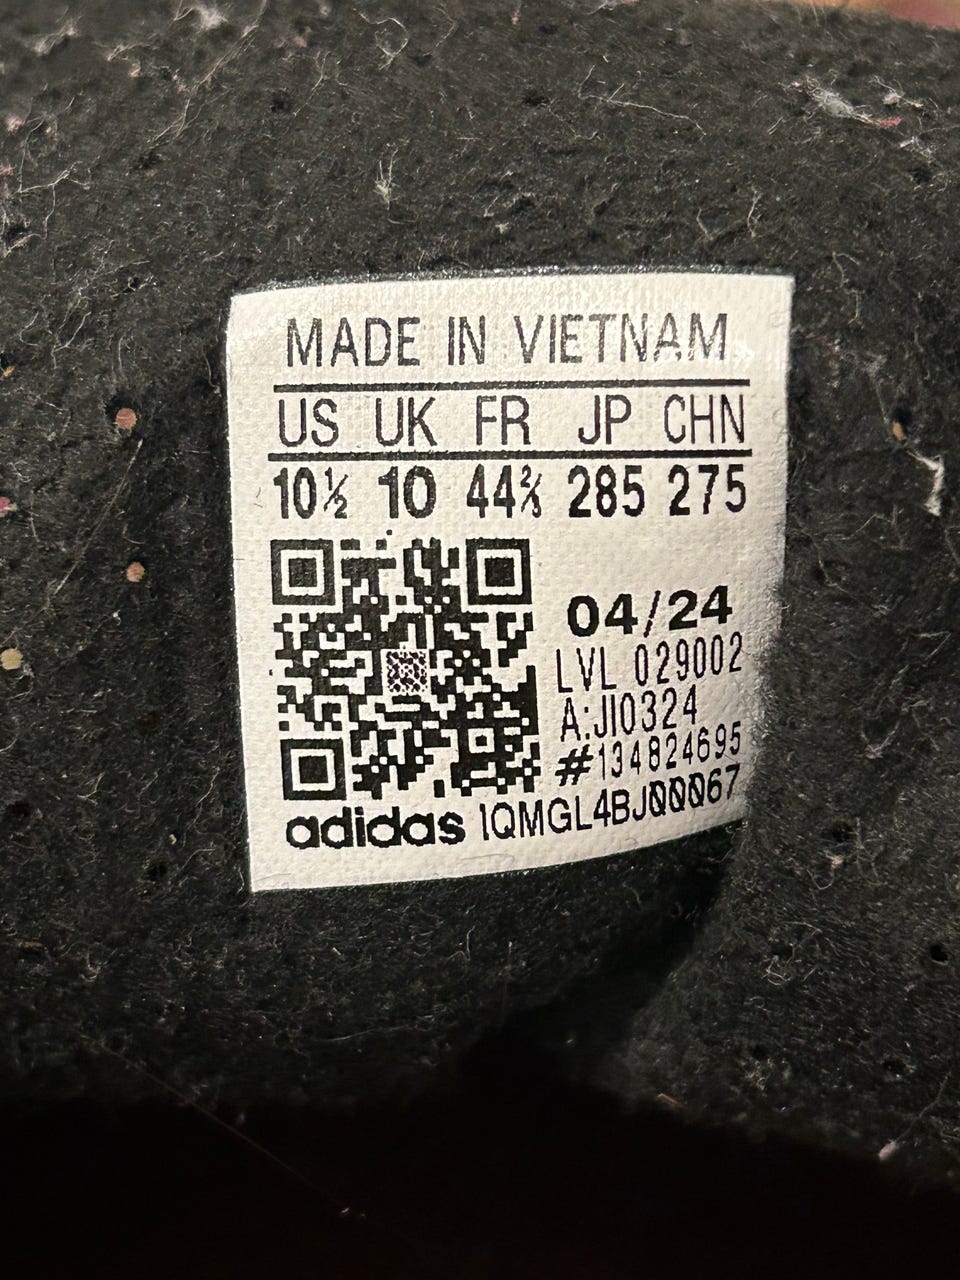 MADE IN VIETNAM
US UK FR JP CHN
10½ 10 44⅔ 285 275
04/24
LVL 029002
A:JI0324
#134824695
adidas 1QMGL4BJ00067